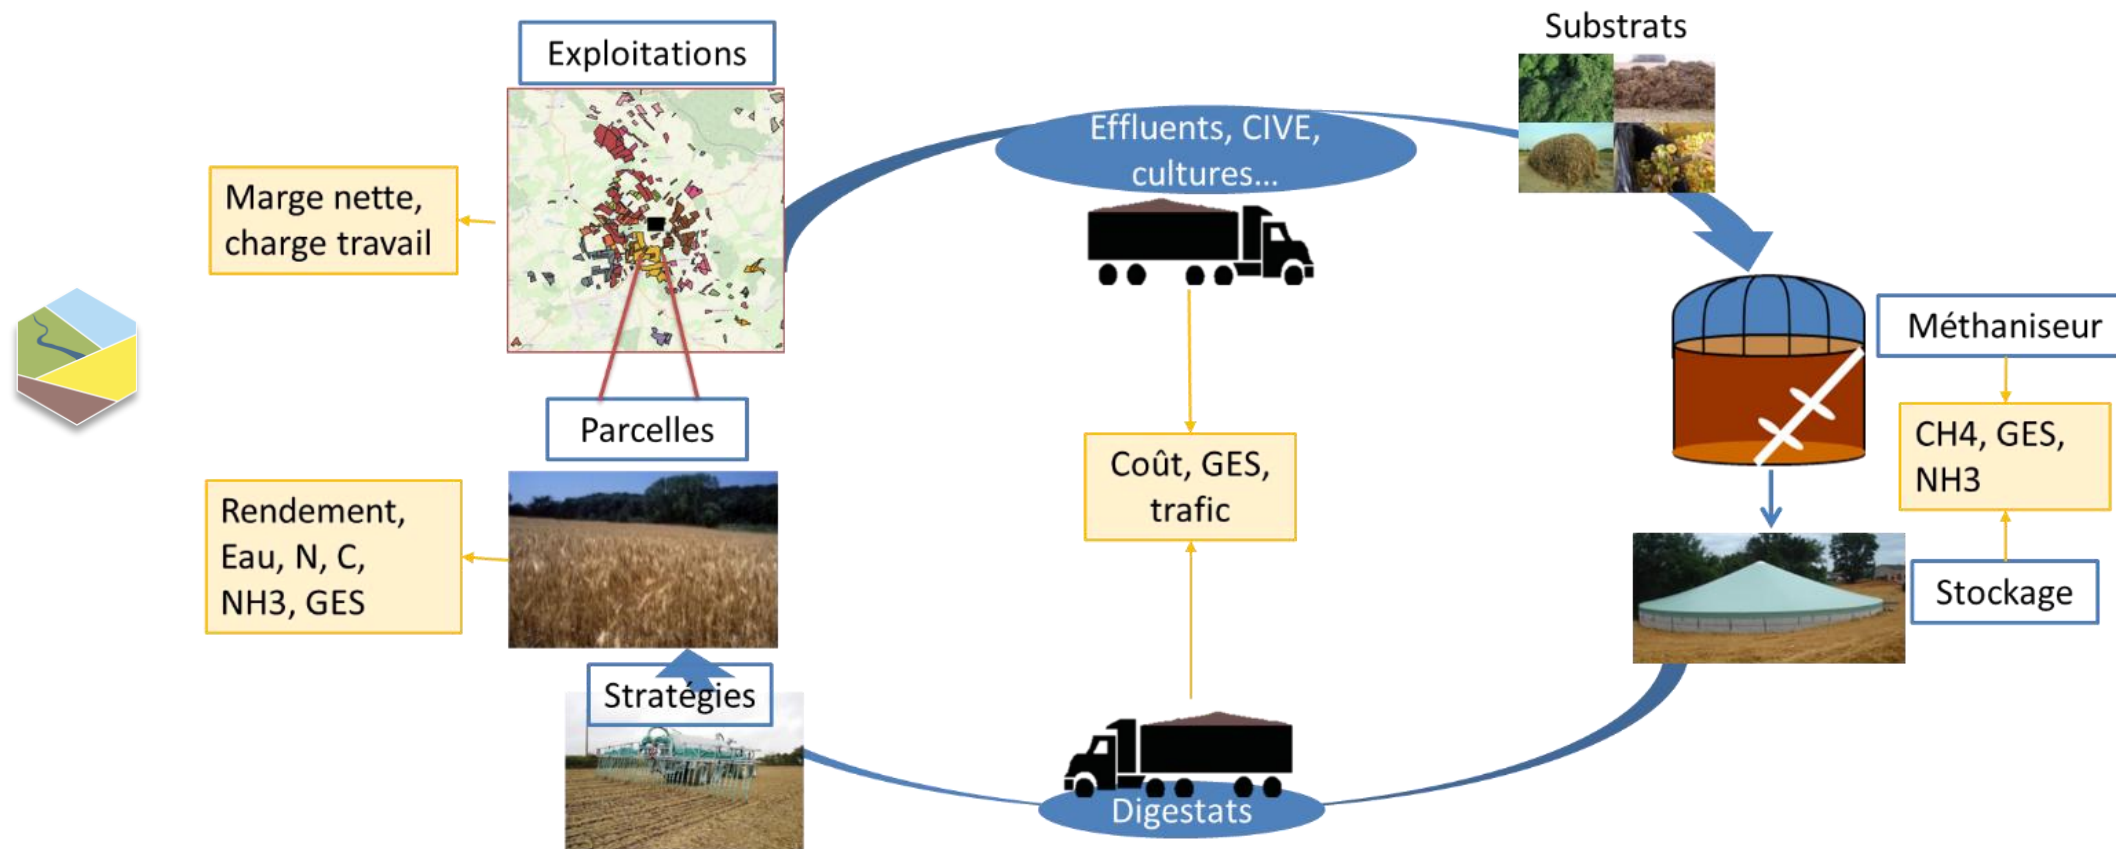 Exploitations
Substrats
Effluents, CIVE,
cultures...
Marge nette,
charge travail
Méthaniseur
Parcelles
CH4, GES,
NH3
Coût, GES,
trafic
Rendement,
Eau, N, C,
NH3, GES
Stockage
Stratégies
Digestats